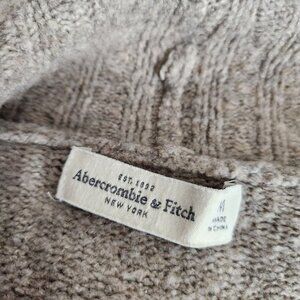 EST. 1892
Abercrombie & Fitch
NEW YORK
M
MADE
IN CHINA